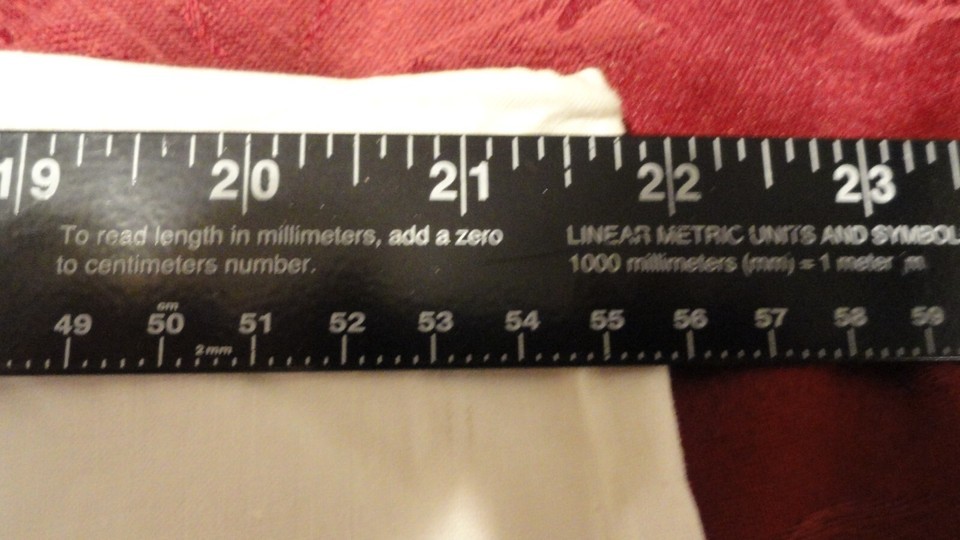 19 20 21 22 23
To read length in millimeters, add a zero
to centimeters number.
LINEAR METRIC UNITS AND SYMBOL
1000 millimeters (mm) = 1 meter m
cm
49 50 51 52 53 54 55 56 57 58 59
2mm